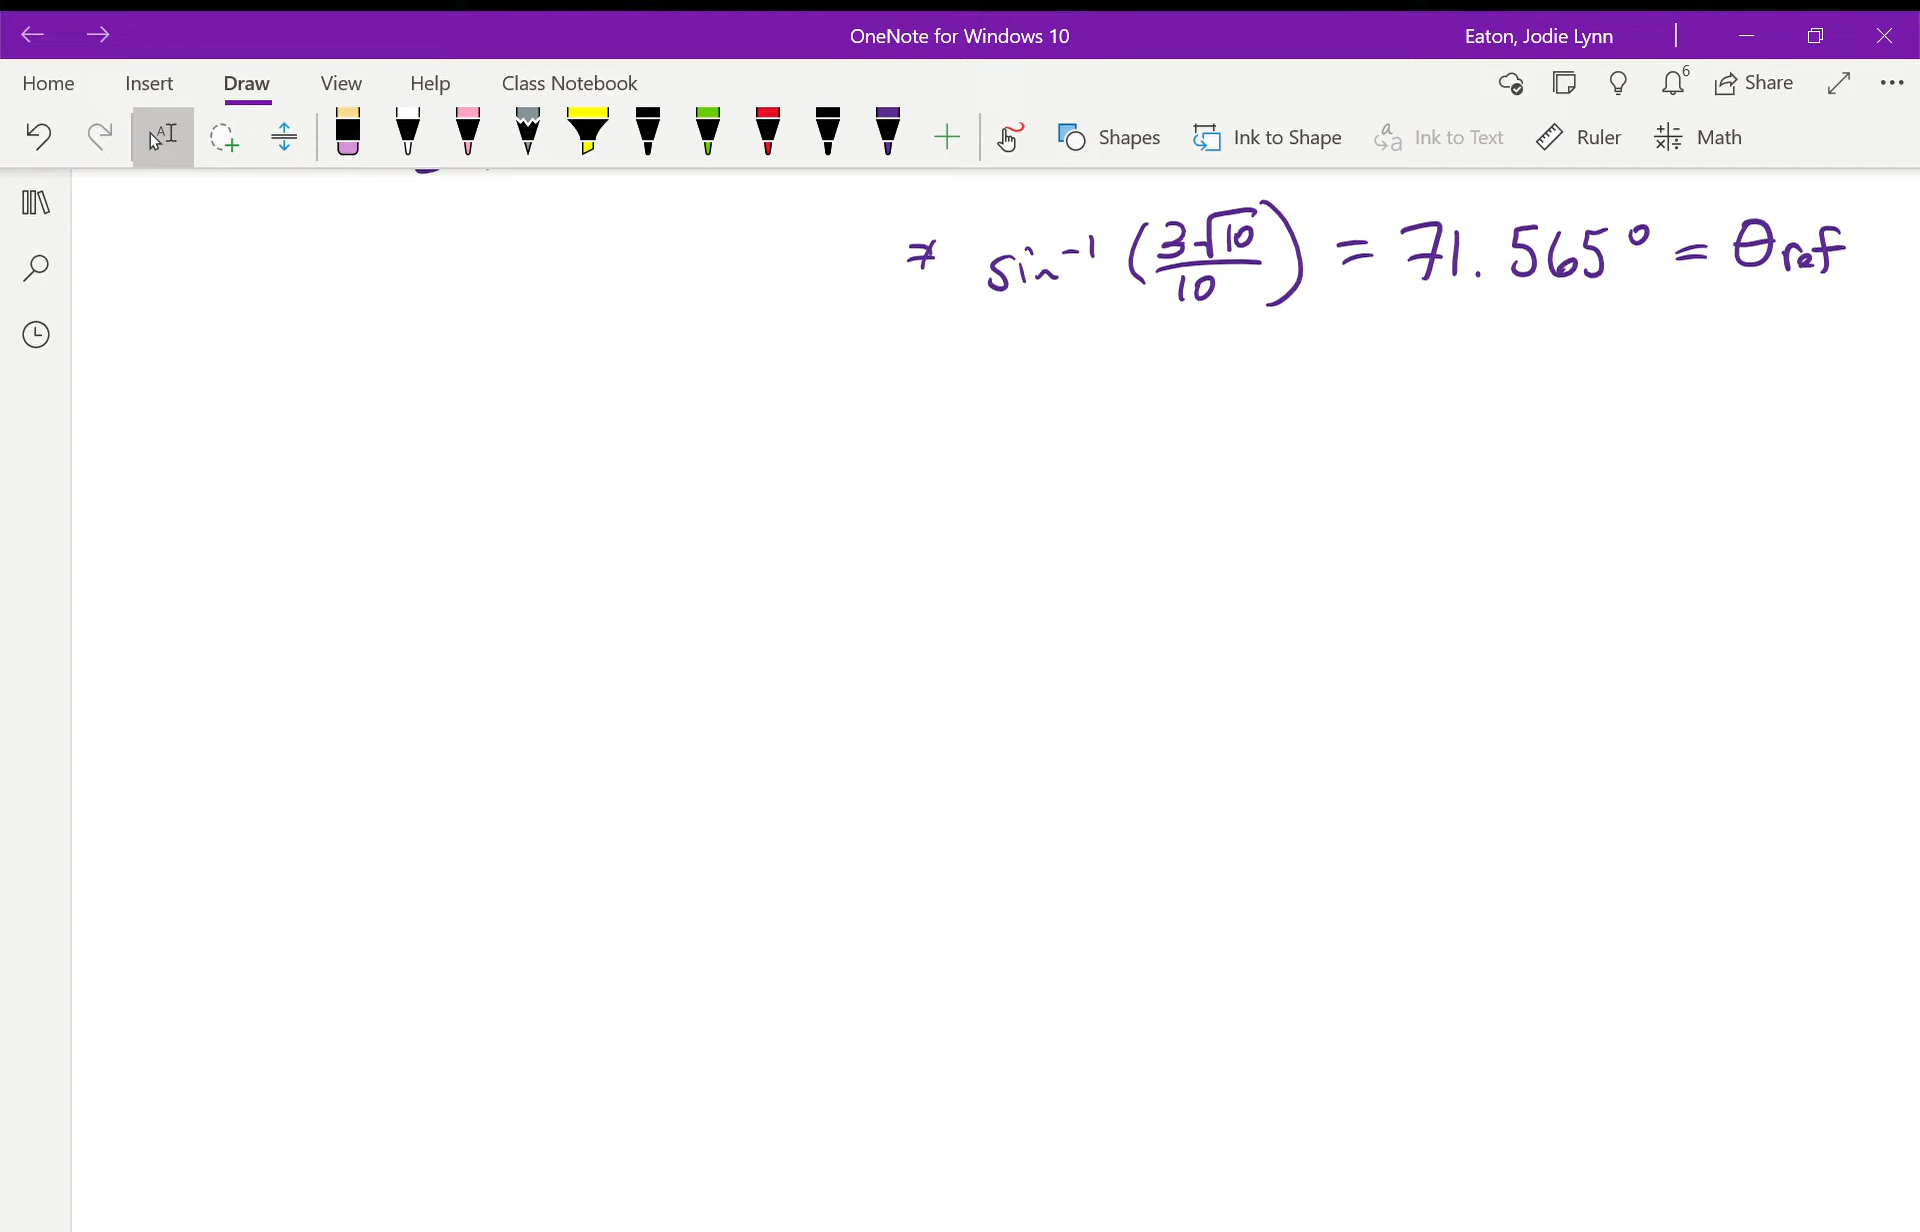 OneNote for Windows 10
Eaton, Jodie Lynn
Home Insert Draw View Help Class Notebook
6
Share
Shapes Ink to Shape Ink to Text Ruler Math
* sin⁻¹ (3√10/10) = 71.565° = θref